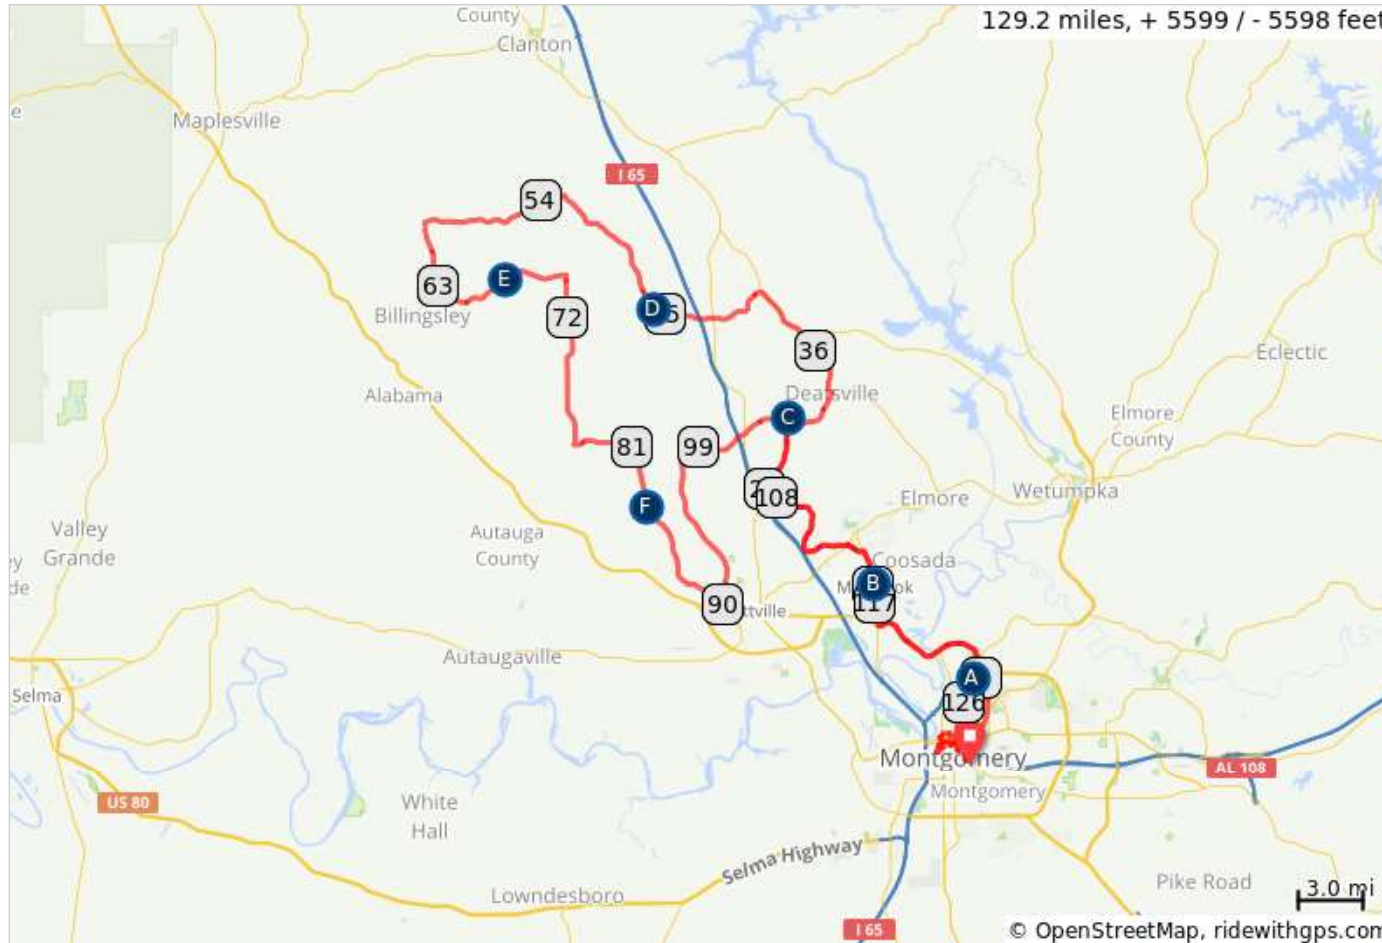 129.2 miles, + 5599 / - 5598 feet
County
Clanton
Maplesville
I 65
54
63
E
Billingsley
72
D
36
Eclectic
Deatsville
Alabama
C
Elmore
County
81
99
108
Elmore
Wetumpka
F
Valley
Grande
Autauga
County
Coosada
B
117
90
Autaugaville
Selma
A
126
Montgomery
AL 108
Montgomery
US 80
White
Hall
Selma Highway
Pike Road
Lowndesboro
3.0 mi
I 65
© OpenStreetMap, ridewithgps.com